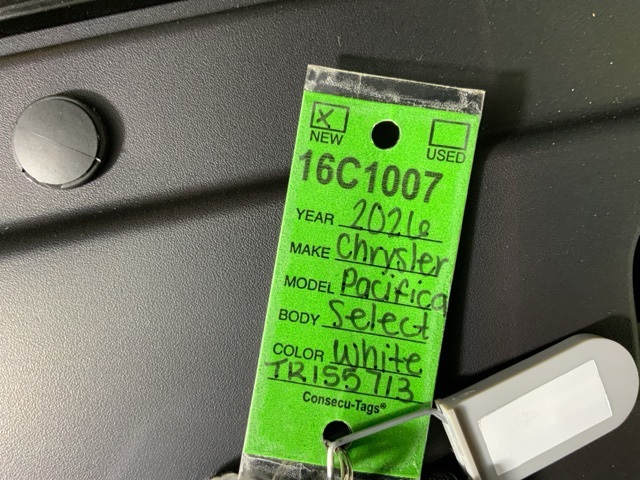 X
NEW USED
16C1007
YEAR 2026
MAKE Chrysler
MODEL Pacifica
BODY Select
COLOR White
TR155713
Consecu-Tags®